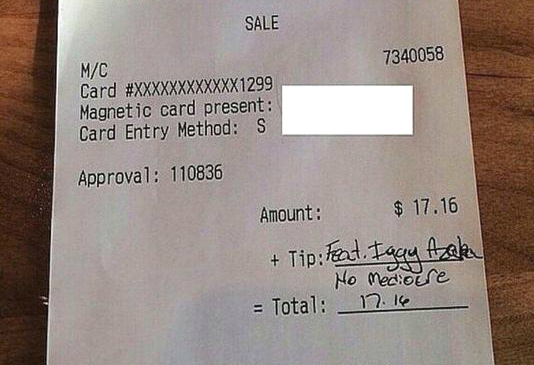 SALE
7340058
M/C
Card #XXXXXXXXXXXX1299
Magnetic card present:
Card Entry Method: S
Approval: 110836
Amount: $ 17.16
+ Tip: Feat. Iggy Azalea
No Mediocre
= Total: 17.16